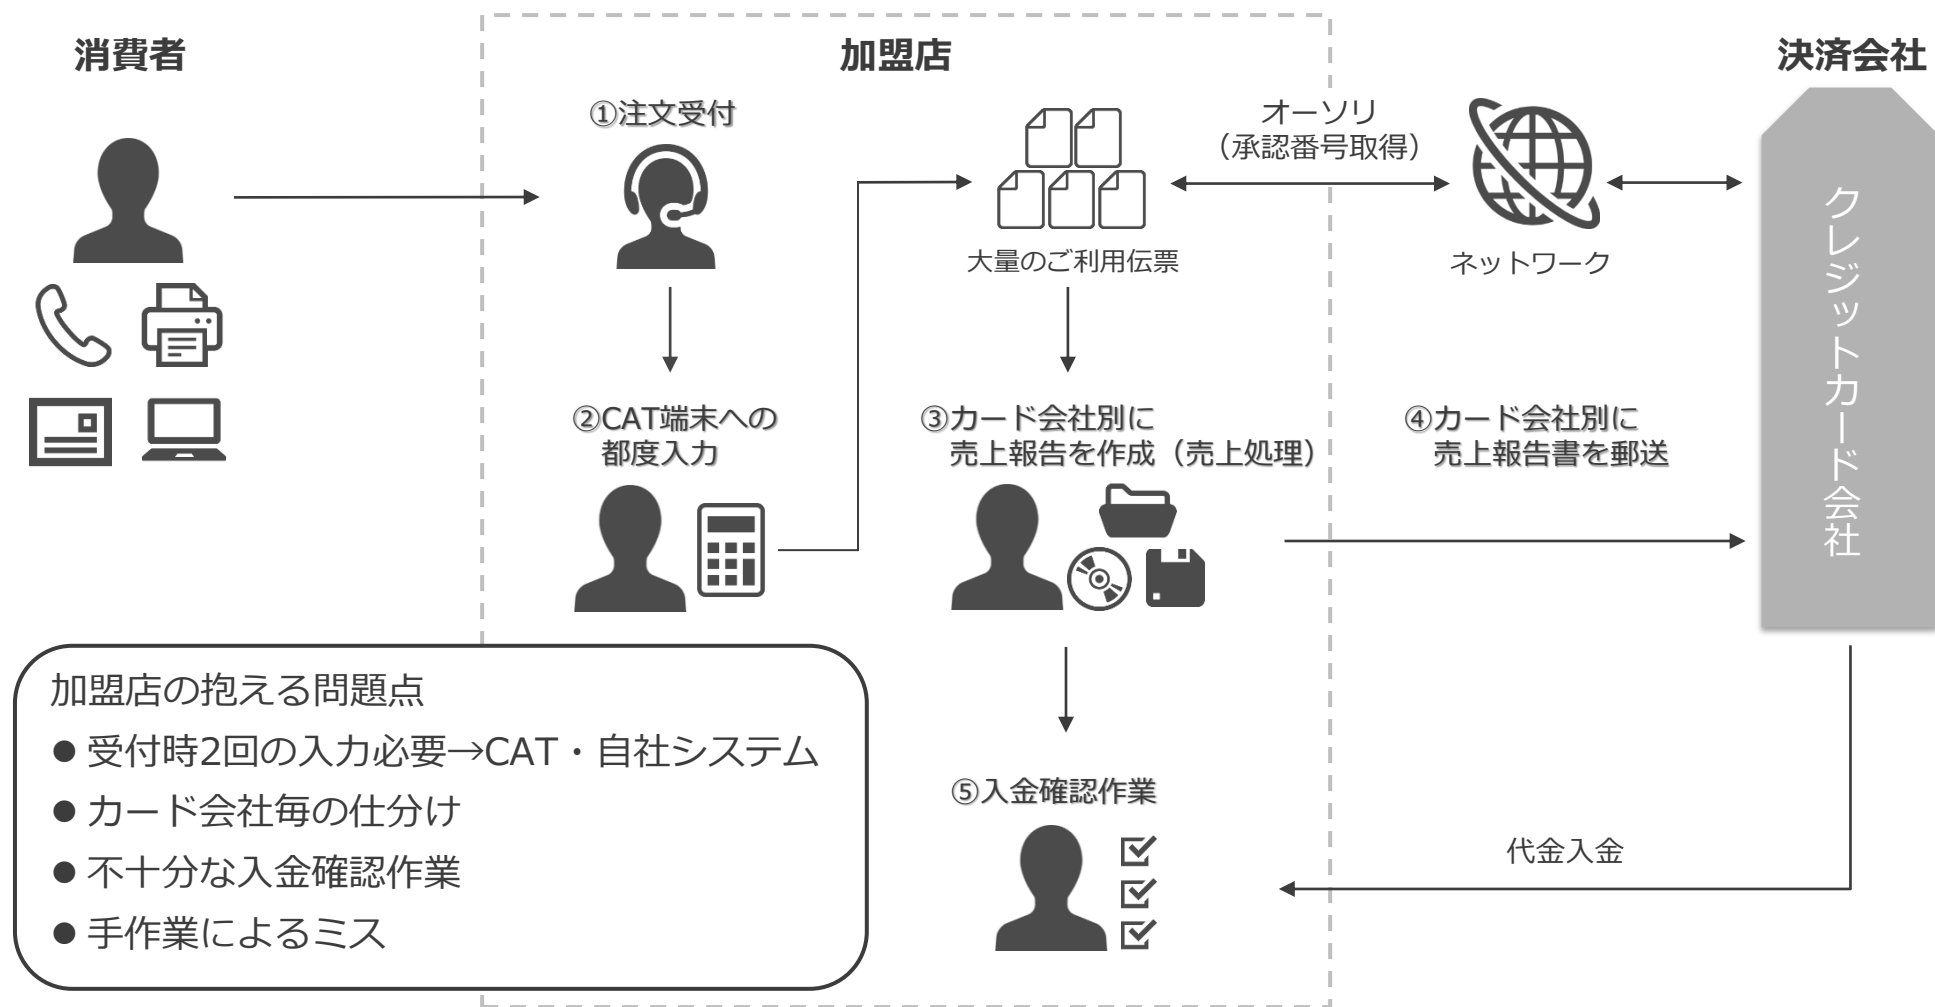 消費者
加盟店
決済会社
①注文受付
オーソリ
（承認番号取得）
大量のご利用伝票
ネットワーク
クレジットカード会社
②CAT端末への
都度入力
③カード会社別に
売上報告を作成（売上処理）
④カード会社別に
売上報告書を郵送
加盟店の抱える問題点
●受付時2回の入力必要→CAT・自社システム
●カード会社毎の仕分け
●不十分な入金確認作業
●手作業によるミス
⑤入金確認作業
代金入金